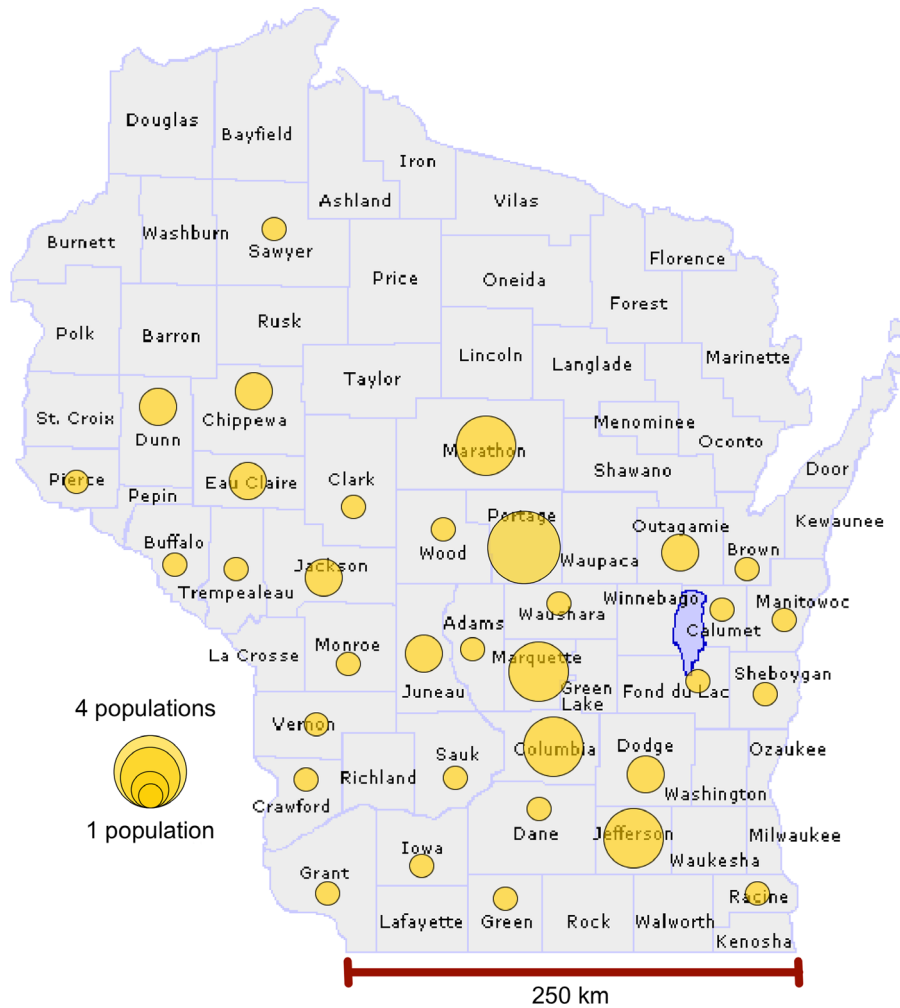 Douglas
Bayfield
Iron
Ashland
Vilas
Burnett
Washburn
Sawyer
Florence
Price
Oneida
Forest
Polk
Barron
Rusk
Lincoln
Langlade
Marinette
Taylor
St. Croix
Dunn
Chippewa
Menominee
Oconto
Marathon
Shawano
Door
Pierce
Pepin
Eau Claire
Clark
Portage
Outagamie
Kewaunee
Buffalo
Wood
Waupaca
Brown
Trempealeau
Jackson
Winnebago
Manitowoc
Waushara
Calumet
Adams
La Crosse
Monroe
Marquette
Juneau
Green
Lake
Fond du Lac
Sheboygan
4 populations
Vernon
Sauk
Columbia
Dodge
Ozaukee
Richland
Washington
Crawford
1 population
Dane
Jefferson
Milwaukee
Iowa
Waukesha
Grant
Racine
Lafayette
Green
Rock
Walworth
Kenosha
250 km